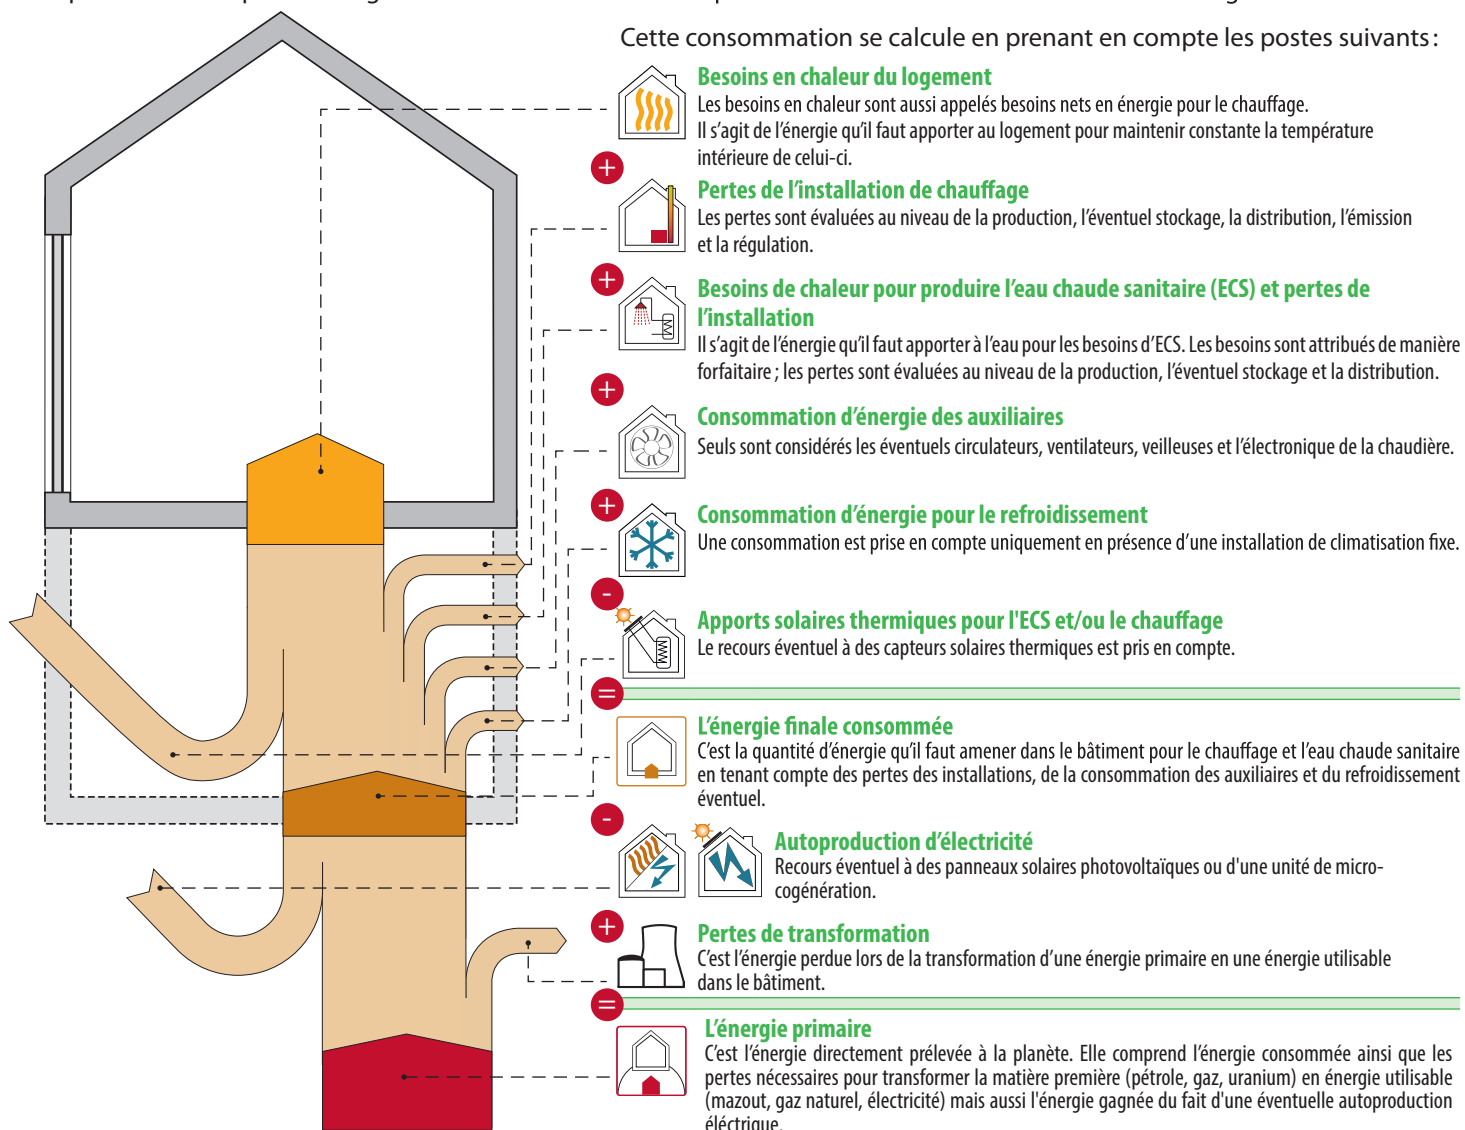 Cette consommation se calcule en prenant en compte les postes suivants :
Besoins en chaleur du logement
Les besoins en chaleur sont aussi appelés besoins nets en énergie pour le chauffage.
Il s’agit de l’énergie qu’il faut apporter au logement pour maintenir constante la température
intérieure de celui-ci.
+
Pertes de l’installation de chauffage
Les pertes sont évaluées au niveau de la production, l’éventuel stockage, la distribution, l’émission
et la régulation.
+
Besoins de chaleur pour produire l’eau chaude sanitaire (ECS) et pertes de
l’installation
Il s’agit de l’énergie qu’il faut apporter à l’eau pour les besoins d’ECS. Les besoins sont attribués de manière
forfaitaire ; les pertes sont évaluées au niveau de la production, l’éventuel stockage et la distribution.
+
Consommation d’énergie des auxiliaires
Seuls sont considérés les éventuels circulateurs, ventilateurs, veilleuses et l’électronique de la chaudière.
+
Consommation d’énergie pour le refroidissement
Une consommation est prise en compte uniquement en présence d’une installation de climatisation fixe.
-
Apports solaires thermiques pour l'ECS et/ou le chauffage
Le recours éventuel à des capteurs solaires thermiques est pris en compte.
=
L’énergie finale consommée
C’est la quantité d’énergie qu’il faut amener dans le bâtiment pour le chauffage et l’eau chaude sanitaire
en tenant compte des pertes des installations, de la consommation des auxiliaires et du refroidissement
éventuel.
-
Autoproduction d’électricité
Recours éventuel à des panneaux solaires photovoltaïques ou d'une unité de micro-
cogénération.
+
Pertes de transformation
C’est l’énergie perdue lors de la transformation d’une énergie primaire en une énergie utilisable
dans le bâtiment.
=
L’énergie primaire
C’est l’énergie directement prélevée à la planète. Elle comprend l’énergie consommée ainsi que les
pertes nécessaires pour transformer la matière première (pétrole, gaz, uranium) en énergie utilisable
(mazout, gaz naturel, électricité) mais aussi l'énergie gagnée du fait d'une éventuelle autoproduction
éléctrique.